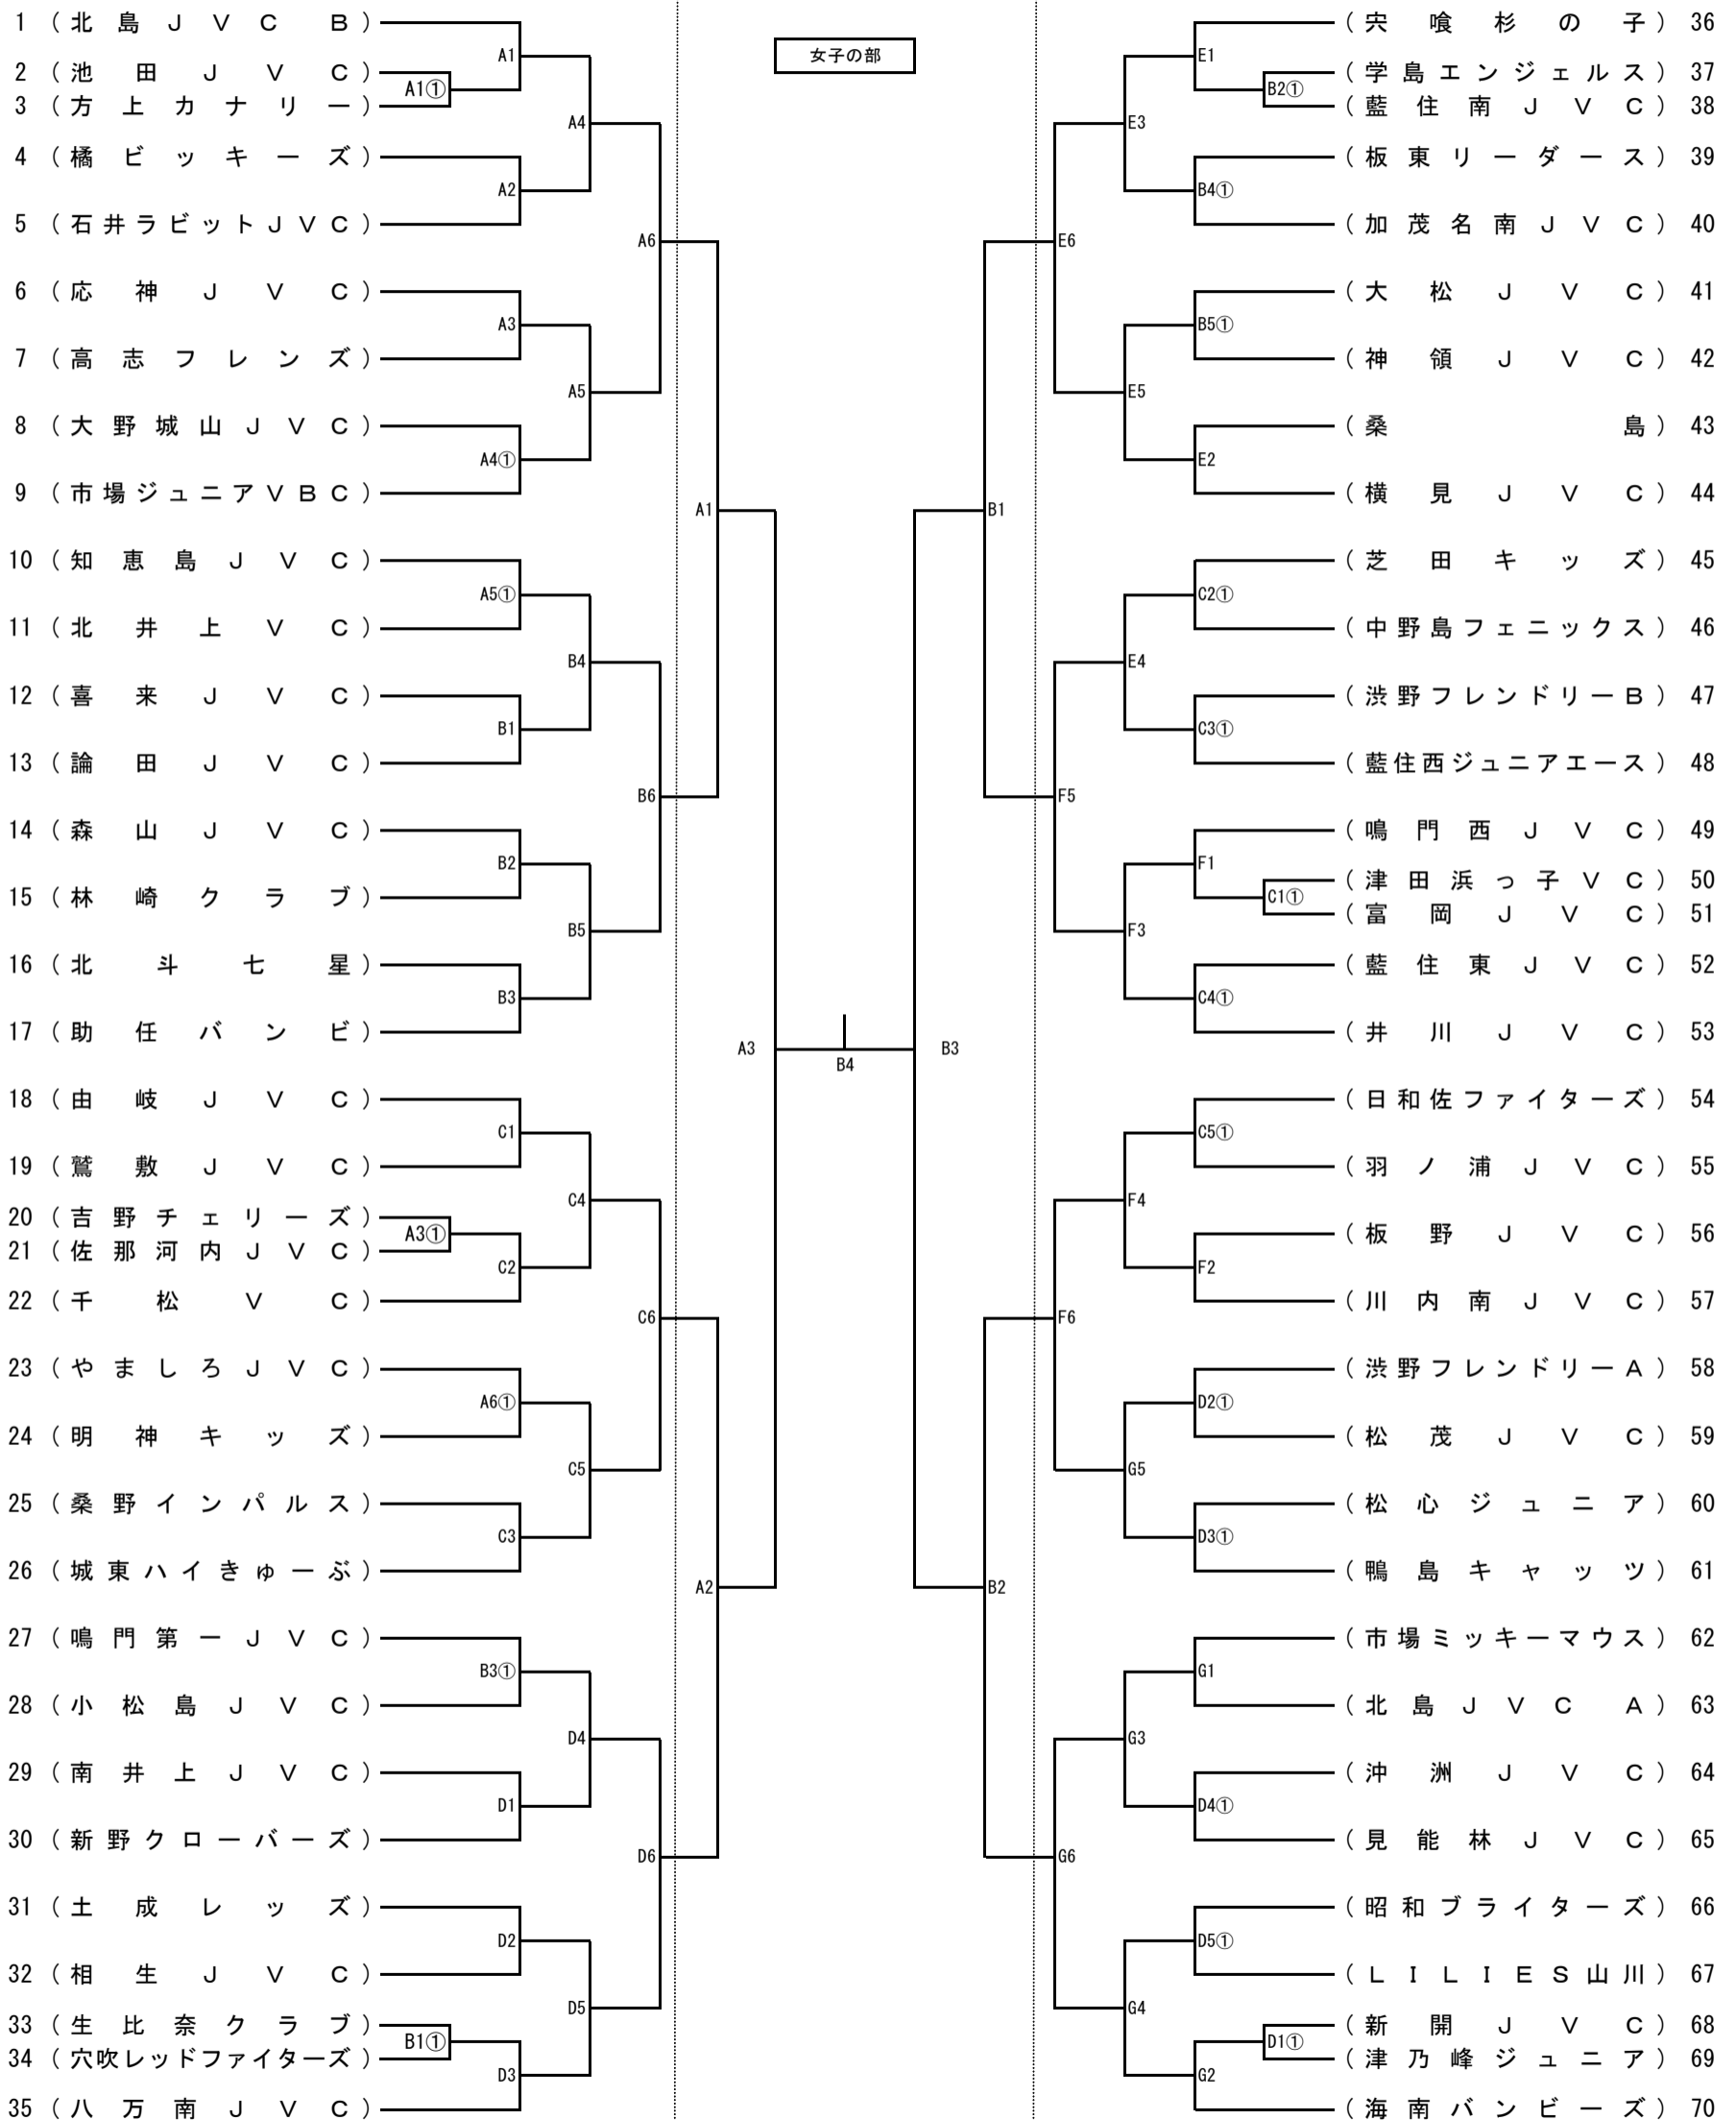 女子の部
1 (北島JVC B)
A1
2 (池田JVC)
A1①
3 (方上カナリー)
A4
4 (橘ビッキーズ)
A2
5 (石井ラビットJVC)
A6
6 (応神JVC)
A3
7 (高志フレンズ)
A5
8 (大野城山JVC)
A4①
9 (市場ジュニアVBC)
A1
10 (知恵島JVC)
A5①
11 (北井上VC)
B4
12 (喜来JVC)
B1
13 (論田JVC)
B6
14 (森山JVC)
B2
15 (林崎クラブ)
B5
16 (北斗七星)
B3
17 (助任バンビ)
A3
B4
B3
18 (由岐JVC)
C1
19 (鷲敷JVC)
C4
20 (吉野チェリーズ)
A3①
21 (佐那河内JVC)
C2
22 (千松VC)
C6
23 (やましろJVC)
A6①
24 (明神キッズ)
C5
25 (桑野インパルス)
C3
26 (城東ハイきゅーぶ)
A2
27 (鳴門第一JVC)
B3①
28 (小松島JVC)
D4
29 (南井上JVC)
D1
30 (新野クローバーズ)
D6
31 (土成レッズ)
D2
32 (相生JVC)
D5
33 (生比奈クラブ)
B1①
34 (穴吹レッドファイターズ)
D3
35 (八万南JVC)
(宍喰杉の子) 36
E1
(学島エンジェルス) 37
B2①
(藍住南JVC) 38
E3
(板東リーダース) 39
B4①
(加茂名南JVC) 40
E6
(大松JVC) 41
B5①
(神領JVC) 42
E5
(桑島) 43
E2
(横見JVC) 44
B1
(芝田キッズ) 45
C2①
(中野島フェニックス) 46
E4
(渋野フレンドリーB) 47
C3①
(藍住西ジュニアエース) 48
F5
(鳴門西JVC) 49
F1
(津田浜っ子VC) 50
C1①
(富岡JVC) 51
F3
(藍住東JVC) 52
C4①
(井川JVC) 53
(日和佐ファイターズ) 54
C5①
(羽ノ浦JVC) 55
F4
(板野JVC) 56
F2
(川内南JVC) 57
F6
(渋野フレンドリーA) 58
D2①
(松茂JVC) 59
G5
(松心ジュニア) 60
D3①
(鴨島キャッツ) 61
B2
(市場ミッキーマウス) 62
G1
(北島JVC A) 63
G3
(沖洲JVC) 64
D4①
(見能林JVC) 65
G6
(昭和ブライターズ) 66
D5①
(LILIES山川) 67
G4
(新開JVC) 68
D1①
(津乃峰ジュニア) 69
G2
(海南バンビーズ) 70